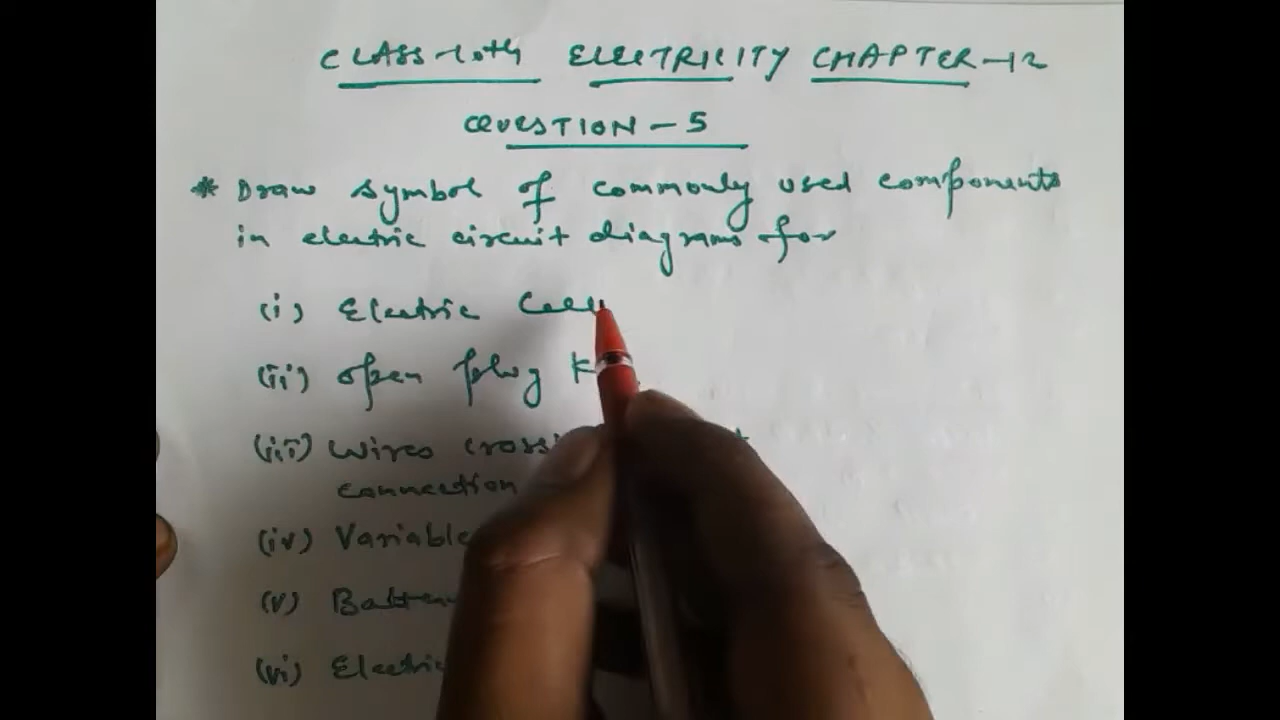 CLASS-10th ELECTRICITY CHAPTER-12
QUESTION-5
* Draw symbol of commonly used components
in electric circuit diagrams for
(i) Electric Cell
(ii) open plug
(iii) Wires
connection
(iv) Variable
(v)
(vi) Electric